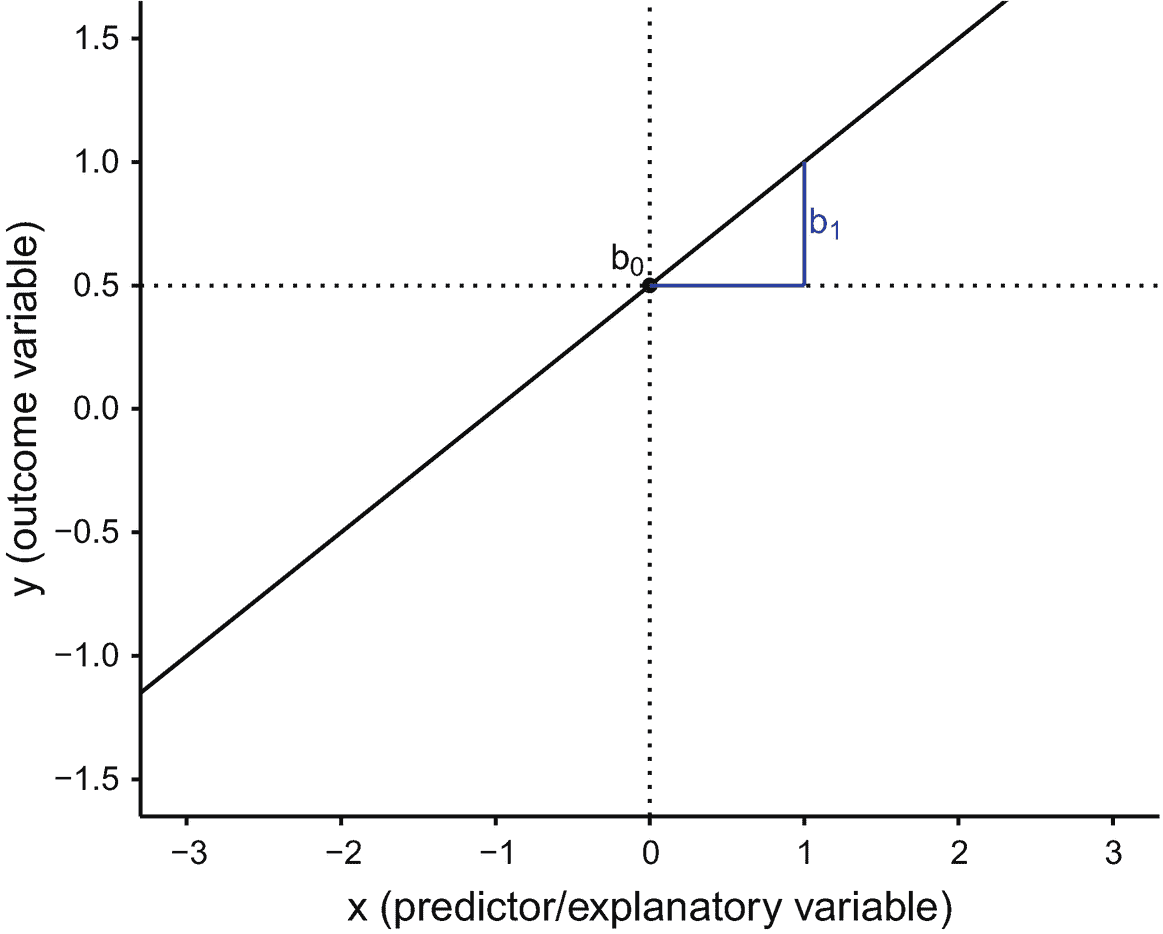 y (outcome variable)
1.5
1.0
0.5
0.0
−0.5
−1.0
−1.5
b₀
b₁
−3 −2 −1 0 1 2 3
x (predictor/explanatory variable)